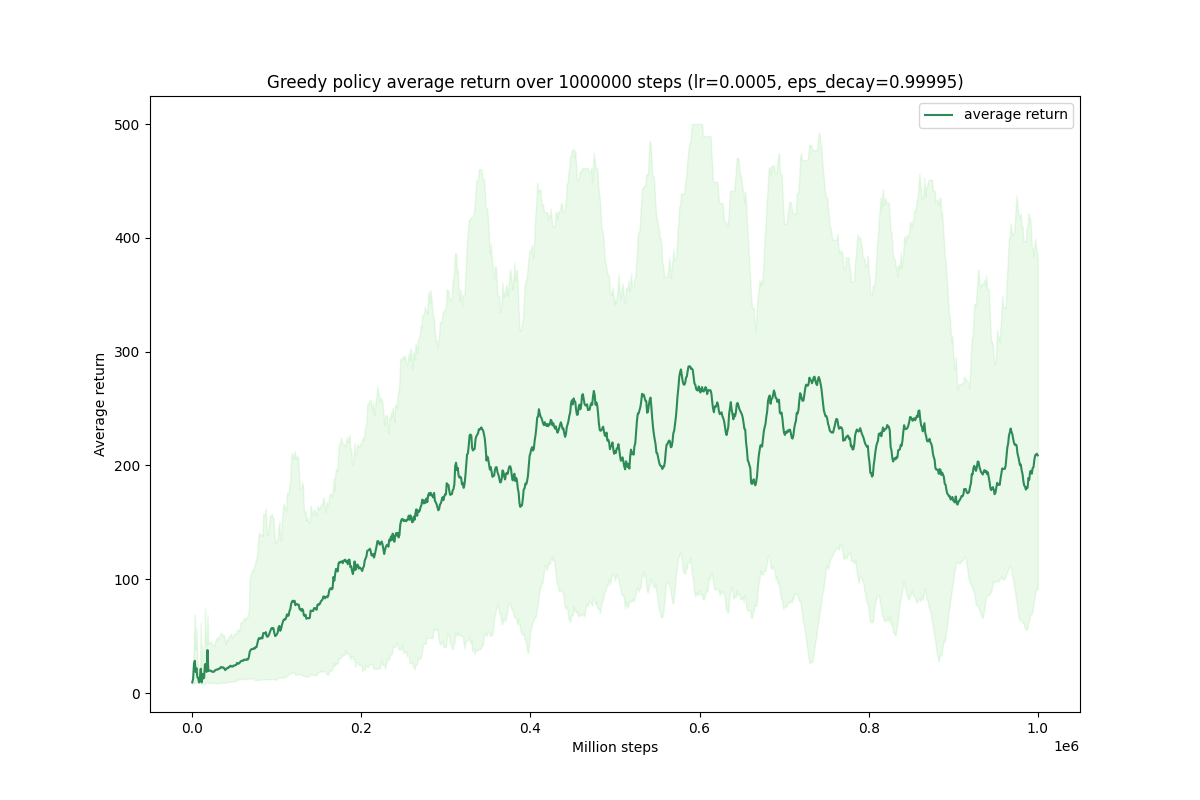 Greedy policy average return over 1000000 steps (lr=0.0005, eps_decay=0.99995)
average return
500
400
300
200
100
0
Average return
0.0 0.2 0.4 0.6 0.8 1.0
1e6
Million steps